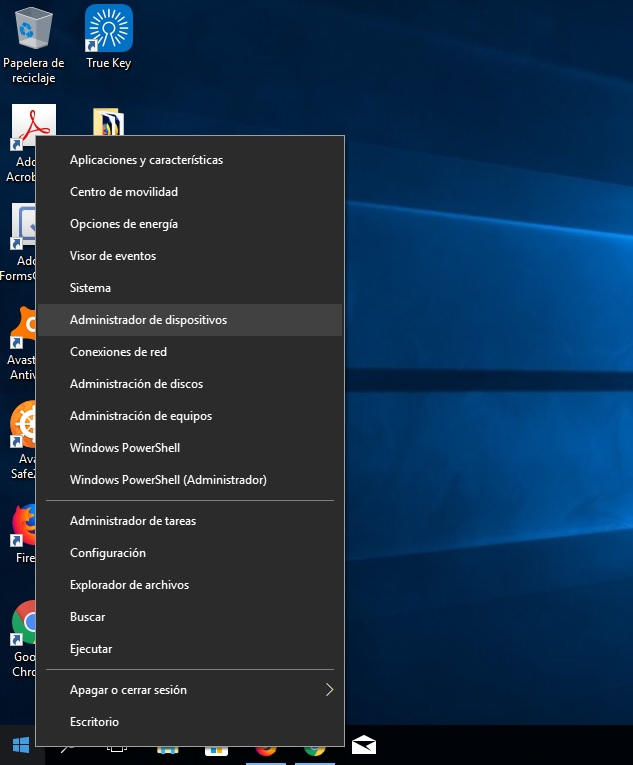 Papelera de
reciclaje
True Key
Aplicaciones y características
Centro de movilidad
Opciones de energía
Visor de eventos
Sistema
Administrador de dispositivos
Conexiones de red
Administración de discos
Administración de equipos
Windows PowerShell
Windows PowerShell (Administrador)
Administrador de tareas
Configuración
Explorador de archivos
Buscar
Ejecutar
Apagar o cerrar sesión
Escritorio
Ado
Acrob
Ado
Forms
Avast
Antiv
Ava
SafeZ
Fire
Goo
Chro